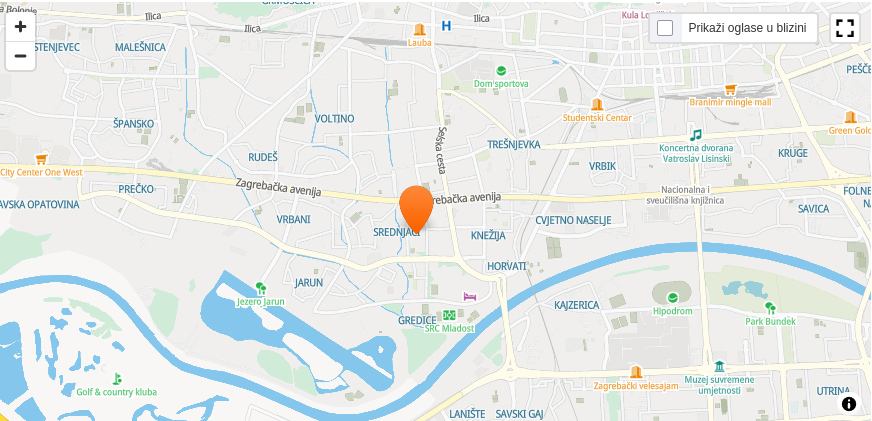 Ilica
Ilica
Ilica
Kula Lo
Lauba
H
Prikaži oglase u blizini
+
−
STENJEVEC
MALEŠNICA
Dom sportova
PEŠČE
Branimir mingle mall
ŠPANSKO
VOLTINO
Studentski Centar
Green Gold
Selska cesta
Koncertna dvorana
Vatroslav Lisinski
TREŠNJEVKA
KRUGE
RUDEŠ
VRBIK
City Center One West
PREČKO
Zagrebačka avenija
rebačka avenija
Nacionalna i
sveučilišna knjižnica
FOLNE
NA
AVSKA OPATOVINA
VRBANI
CVJETNO NASELJE
SAVICA
SREDNJACI
KNEŽIJA
HORVATI
JARUN
Jezero Jarun
KAJZERICA
Hipodrom
GREDICE
SRC Mladost
Park Bundek
Zagrebački velesajam
Muzej suvremene
umjetnosti
Golf & country kluba
UTRINA
LANIŠTE
SAVSKI GAJ